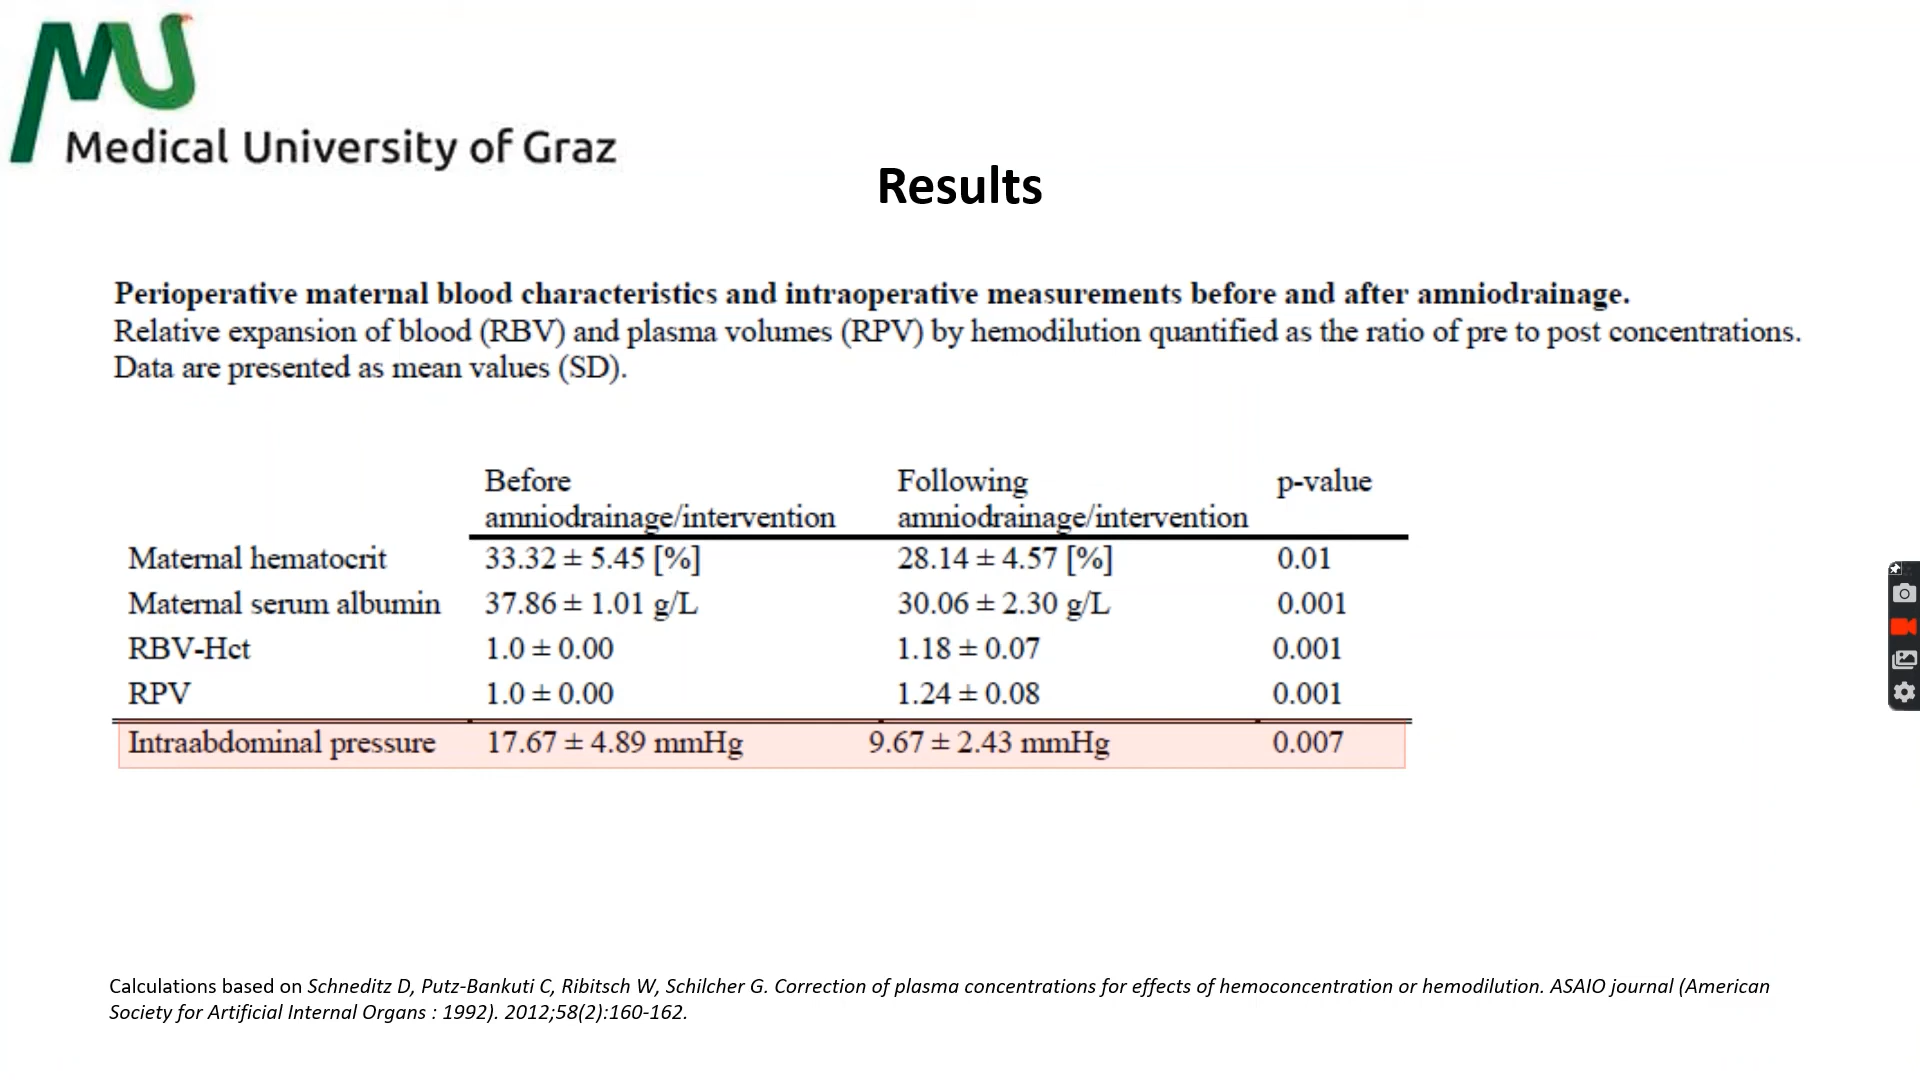 Medical University of Graz
Results
Perioperative maternal blood characteristics and intraoperative measurements before and after amniodrainage.
Relative expansion of blood (RBV) and plasma volumes (RPV) by hemodilution quantified as the ratio of pre to post concentrations.
Data are presented as mean values (SD).
Before Following p-value
amniodrainage/intervention amniodrainage/intervention
Maternal hematocrit 33.32 ± 5.45 [%] 28.14 ± 4.57 [%] 0.01
Maternal serum albumin 37.86 ± 1.01 g/L 30.06 ± 2.30 g/L 0.001
RBV-Hct 1.0 ± 0.00 1.18 ± 0.07 0.001
RPV 1.0 ± 0.00 1.24 ± 0.08 0.001
Intraabdominal pressure 17.67 ± 4.89 mmHg 9.67 ± 2.43 mmHg 0.007
Calculations based on Schneditz D, Putz-Bankuti C, Ribitsch W, Schilcher G. Correction of plasma concentrations for effects of hemoconcentration or hemodilution. ASAIO journal (American
Society for Artificial Internal Organs : 1992). 2012;58(2):160-162.